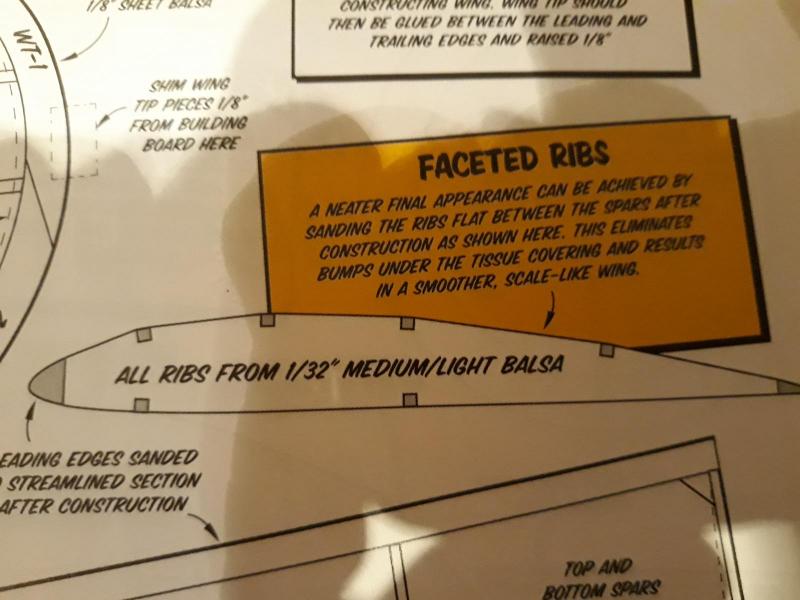 1/8" SHEET BALSA
WT-1
SHIM WING
TIP PIECES 1/8"
FROM BUILDING
BOARD HERE
CONSTRUCTING WING. WING TIP SHOULD
THEN BE GLUED BETWEEN THE LEADING AND
TRAILING EDGES AND RAISED 1/8"
FACETED RIBS
A NEATER FINAL APPEARANCE CAN BE ACHIEVED BY
SANDING THE RIBS FLAT BETWEEN THE SPARS AFTER
CONSTRUCTION AS SHOWN HERE. THIS ELIMINATES
BUMPS UNDER THE TISSUE COVERING AND RESULTS
IN A SMOOTHER, SCALE-LIKE WING.
ALL RIBS FROM 1/32" MEDIUM/LIGHT BALSA
EADING EDGES SANDED
STREAMLINED SECTION
AFTER CONSTRUCTION
TOP AND
BOTTOM SPARS